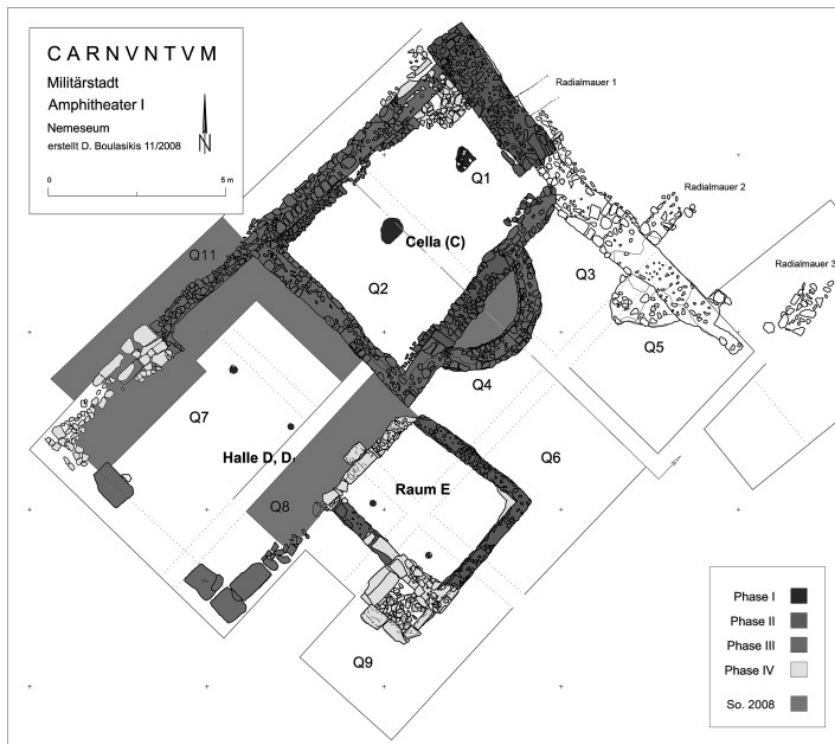 CARNVNTVM
Militärstadt
Amphitheater I
Nemeseum
erstellt D. Boulasikis 11/2008
N
0 5 m
Radialmauer 1
Q1
Radialmauer 2
Cella (C)
Q11
Q3
Q2
Radialmauer 3
Q5
Q4
Q7
Halle D, D₁
Q6
Raum E
Q8
Q9
Phase I
Phase II
Phase III
Phase IV
So. 2008